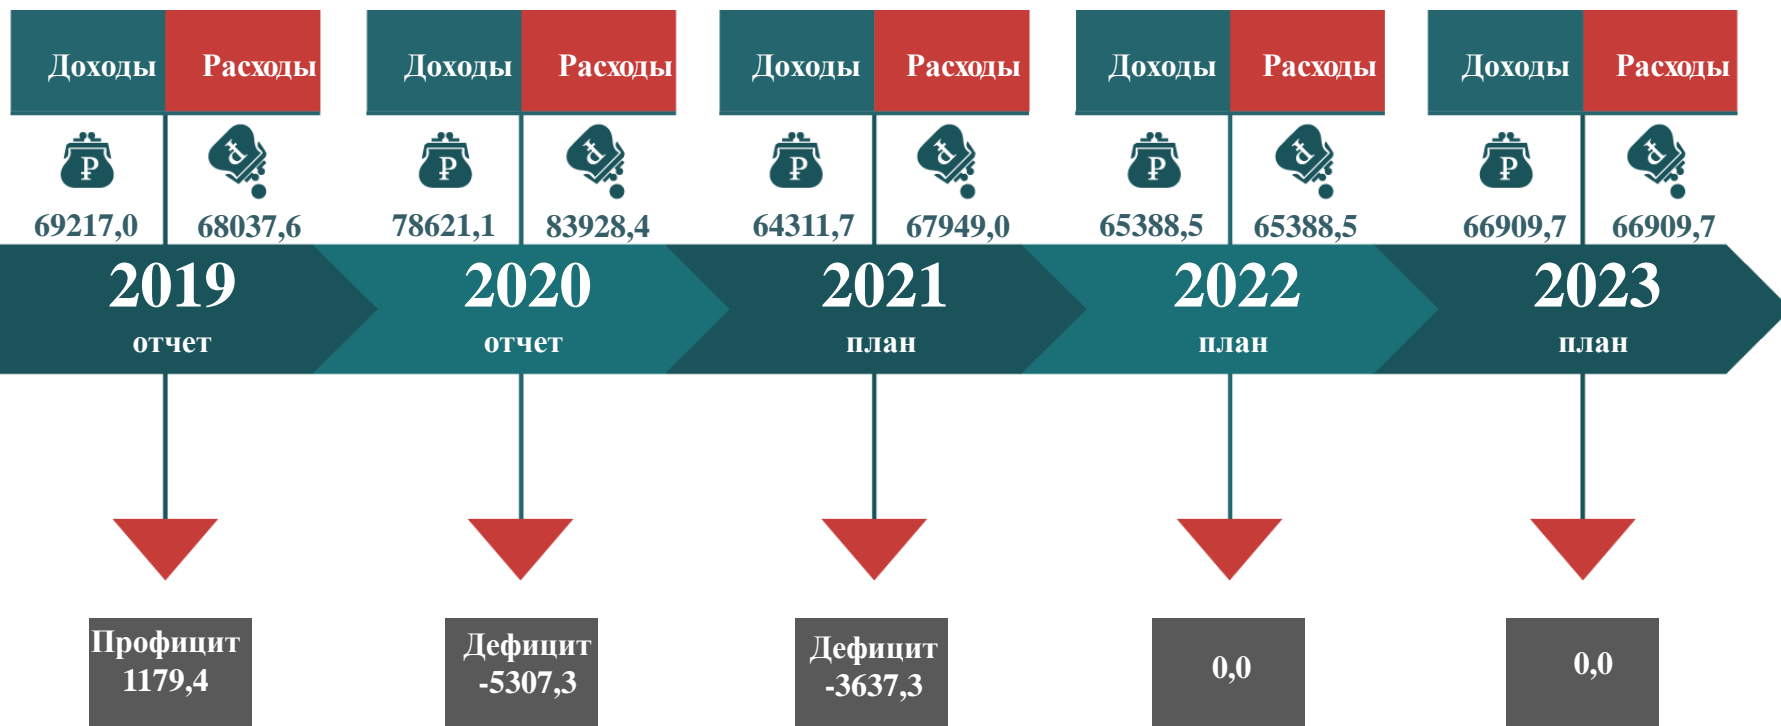 Доходы Расходы Доходы Расходы Доходы Расходы Доходы Расходы Доходы Расходы
₽ ₽ ₽ ₽ ₽ ₽ ₽ ₽ ₽ ₽
69217,0 68037,6 78621,1 83928,4 64311,7 67949,0 65388,5 65388,5 66909,7 66909,7
2019 2020 2021 2022 2023
отчет отчет план план план
Профицит Дефицит Дефицит
1179,4 -5307,3 -3637,3 0,0 0,0